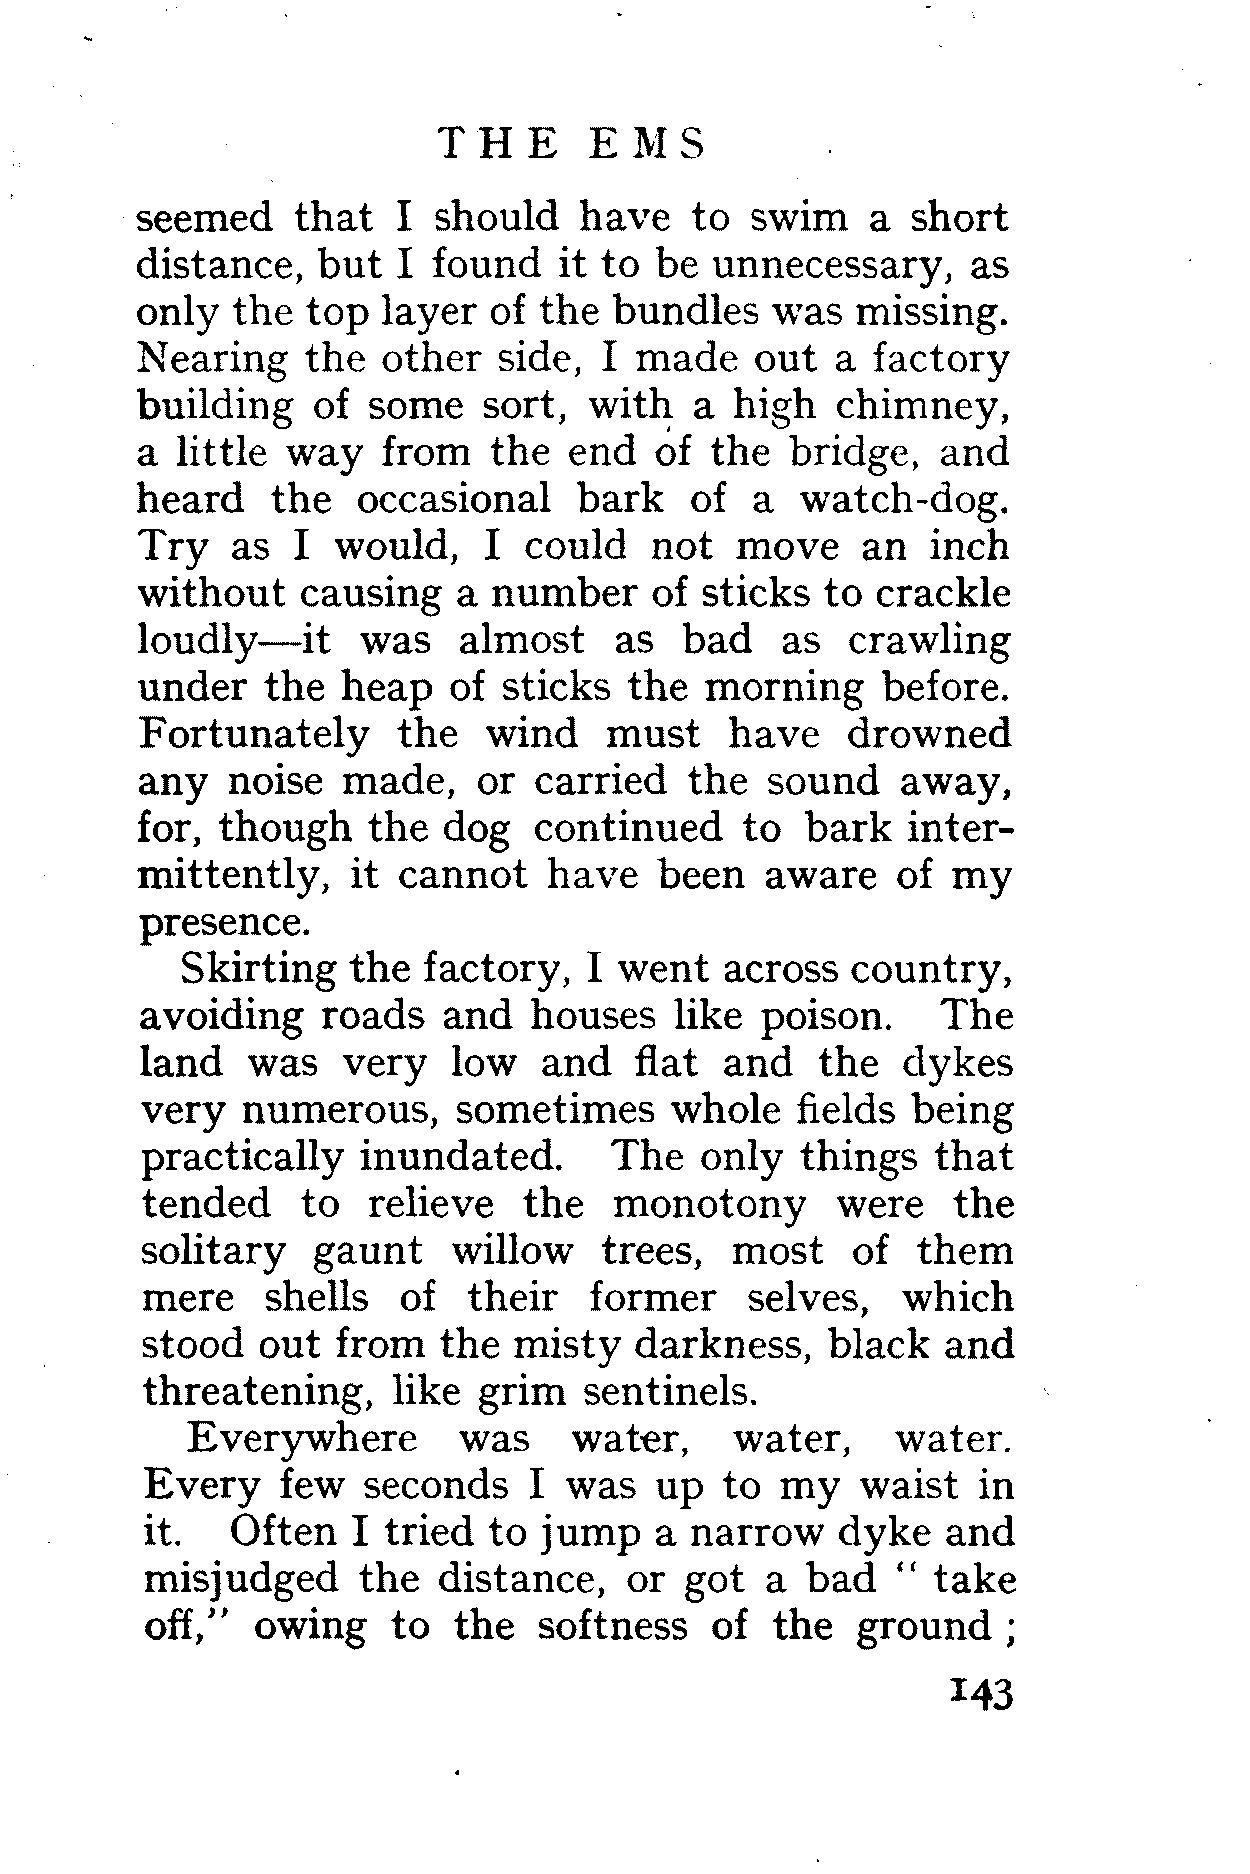 THE EMS
seemed that I should have to swim a short
distance, but I found it to be unnecessary, as
only the top layer of the bundles was missing.
Nearing the other side, I made out a factory
building of some sort, with a high chimney,
a little way from the end of the bridge, and
heard the occasional bark of a watch-dog.
Try as I would, I could not move an inch
without causing a number of sticks to crackle
loudly—it was almost as bad as crawling
under the heap of sticks the morning before.
Fortunately the wind must have drowned
any noise made, or carried the sound away,
for, though the dog continued to bark inter-
mittently, it cannot have been aware of my
presence.
Skirting the factory, I went across country,
avoiding roads and houses like poison. The
land was very low and flat and the dykes
very numerous, sometimes whole fields being
practically inundated. The only things that
tended to relieve the monotony were the
solitary gaunt willow trees, most of them
mere shells of their former selves, which
stood out from the misty darkness, black and
threatening, like grim sentinels.
Everywhere was water, water, water.
Every few seconds I was up to my waist in
it. Often I tried to jump a narrow dyke and
misjudged the distance, or got a bad “ take
off,” owing to the softness of the ground ;
143